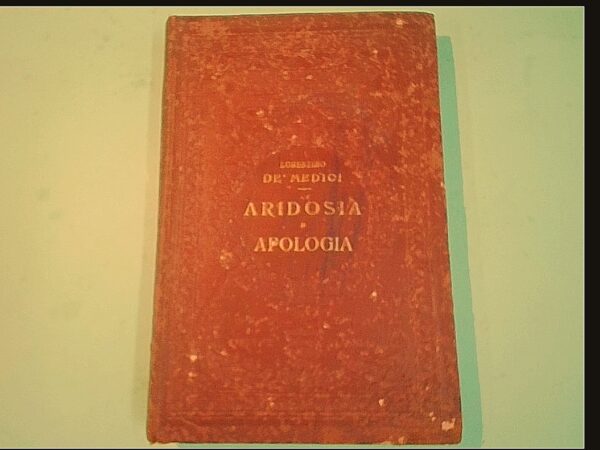 LORENZINO
DE' MEDICI
ARIDOSIA
E
APOLOGIA